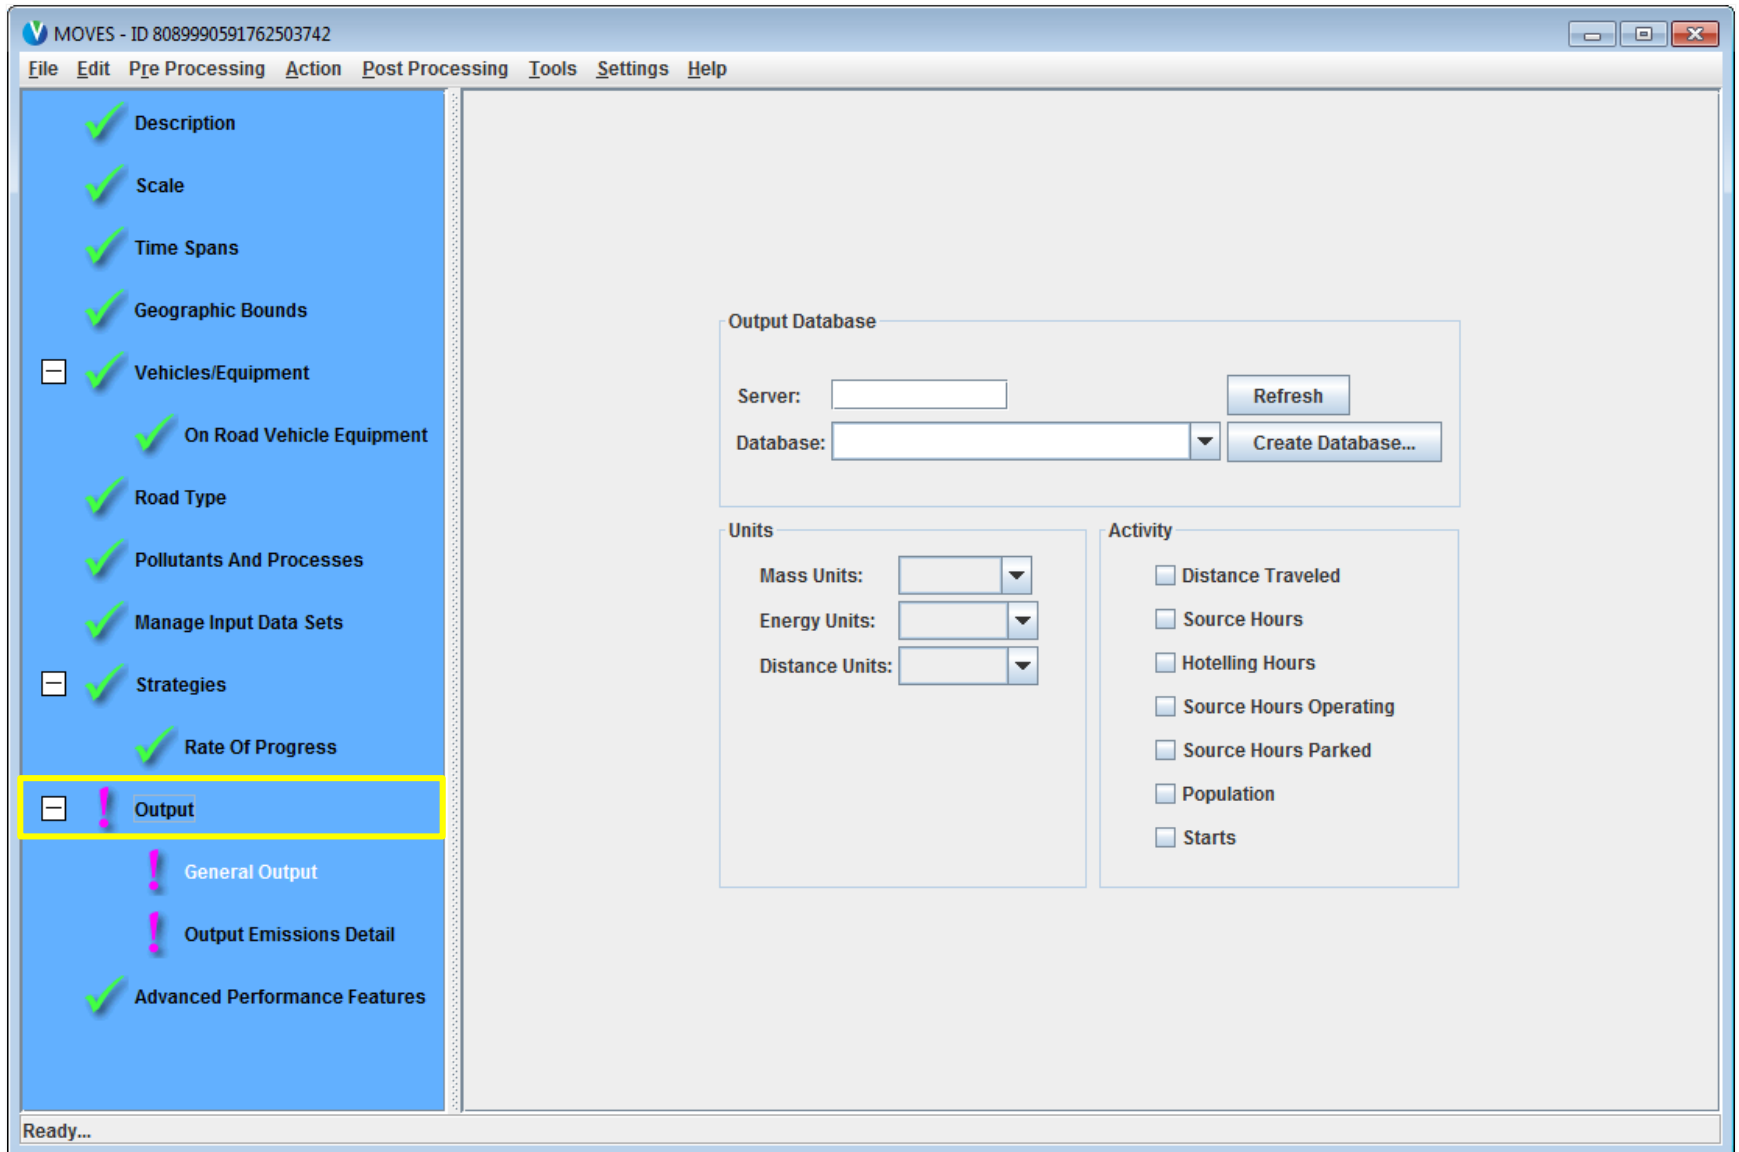 MOVES - ID 8089990591762503742
File Edit Pre Processing Action Post Processing Tools Settings Help
Description
Scale
Time Spans
Geographic Bounds
Vehicles/Equipment
On Road Vehicle Equipment
Road Type
Pollutants And Processes
Manage Input Data Sets
Strategies
Rate Of Progress
Output
General Output
Output Emissions Detail
Advanced Performance Features
Output Database
Server: Refresh
Database: Create Database...
Units
Mass Units:
Energy Units:
Distance Units:
Activity
Distance Traveled
Source Hours
Hotelling Hours
Source Hours Operating
Source Hours Parked
Population
Starts
Ready...